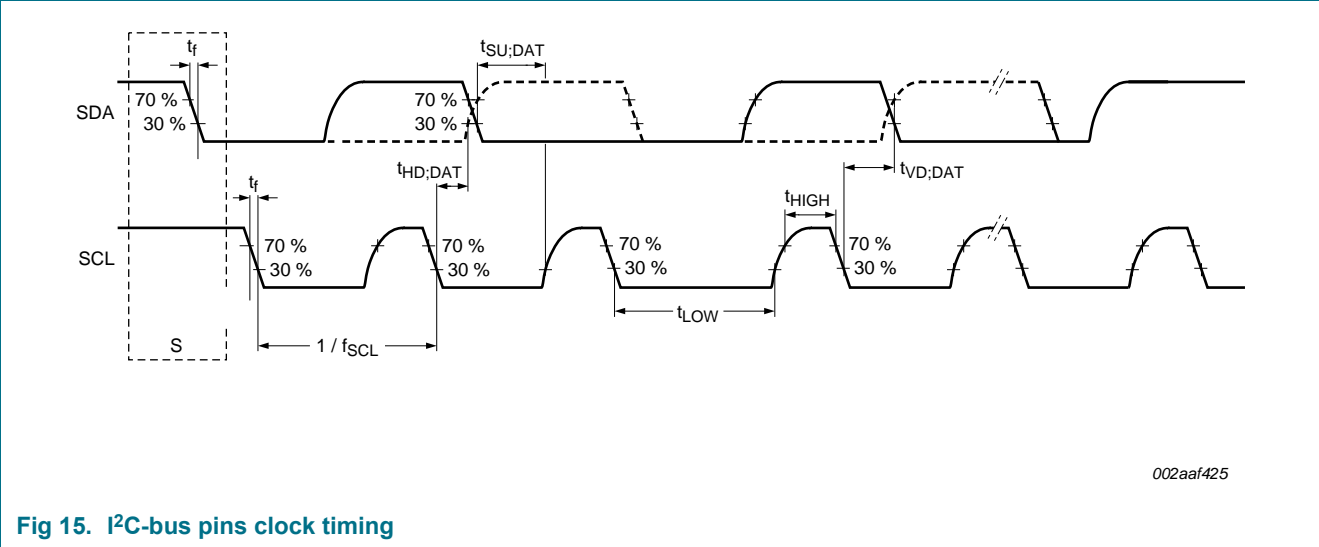 tf
tSU;DAT
SDA
70 %
30 %
70 %
30 %
tHD;DAT
tVD;DAT
tf
tHIGH
SCL
70 %
30 %
70 %
30 %
70 %
30 %
70 %
30 %
tLOW
S
1 / fSCL
002aaf425
Fig 15. I²C-bus pins clock timing